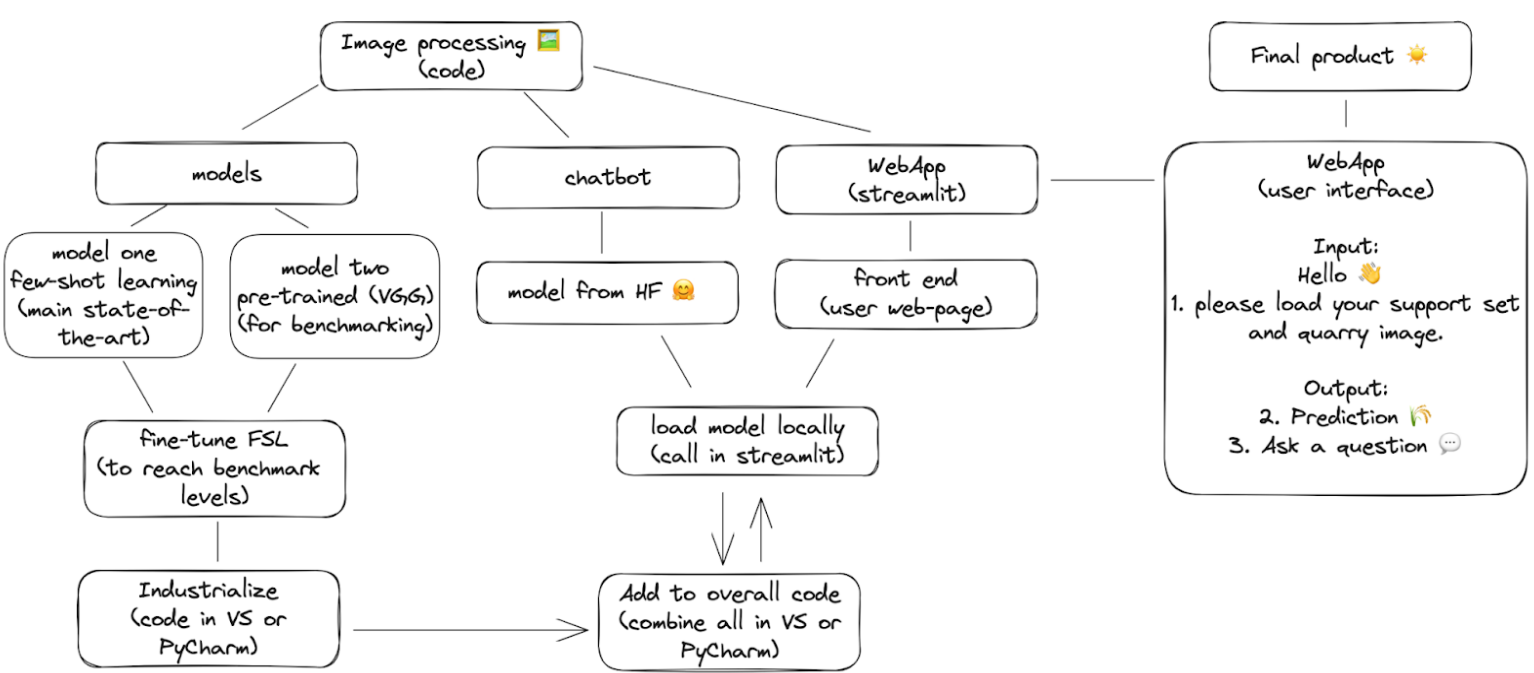 Image processing 🖼️
(code)
Final product ☀️
models
chatbot
WebApp
(streamlit)
WebApp
(user interface)
Input:
Hello 👋
1. please load your support set
and quarry image.
Output:
2. Prediction 🌾
3. Ask a question 💬
model one
few-shot learning
(main state-of-
the-art)
model two
pre-trained (VGG)
(for benchmarking)
model from HF 🤗
front end
(user web-page)
fine-tune FSL
(to reach benchmark
levels)
load model locally
(call in streamlit)
Industrialize
(code in VS or
PyCharm)
Add to overall code
(combine all in VS or
PyCharm)